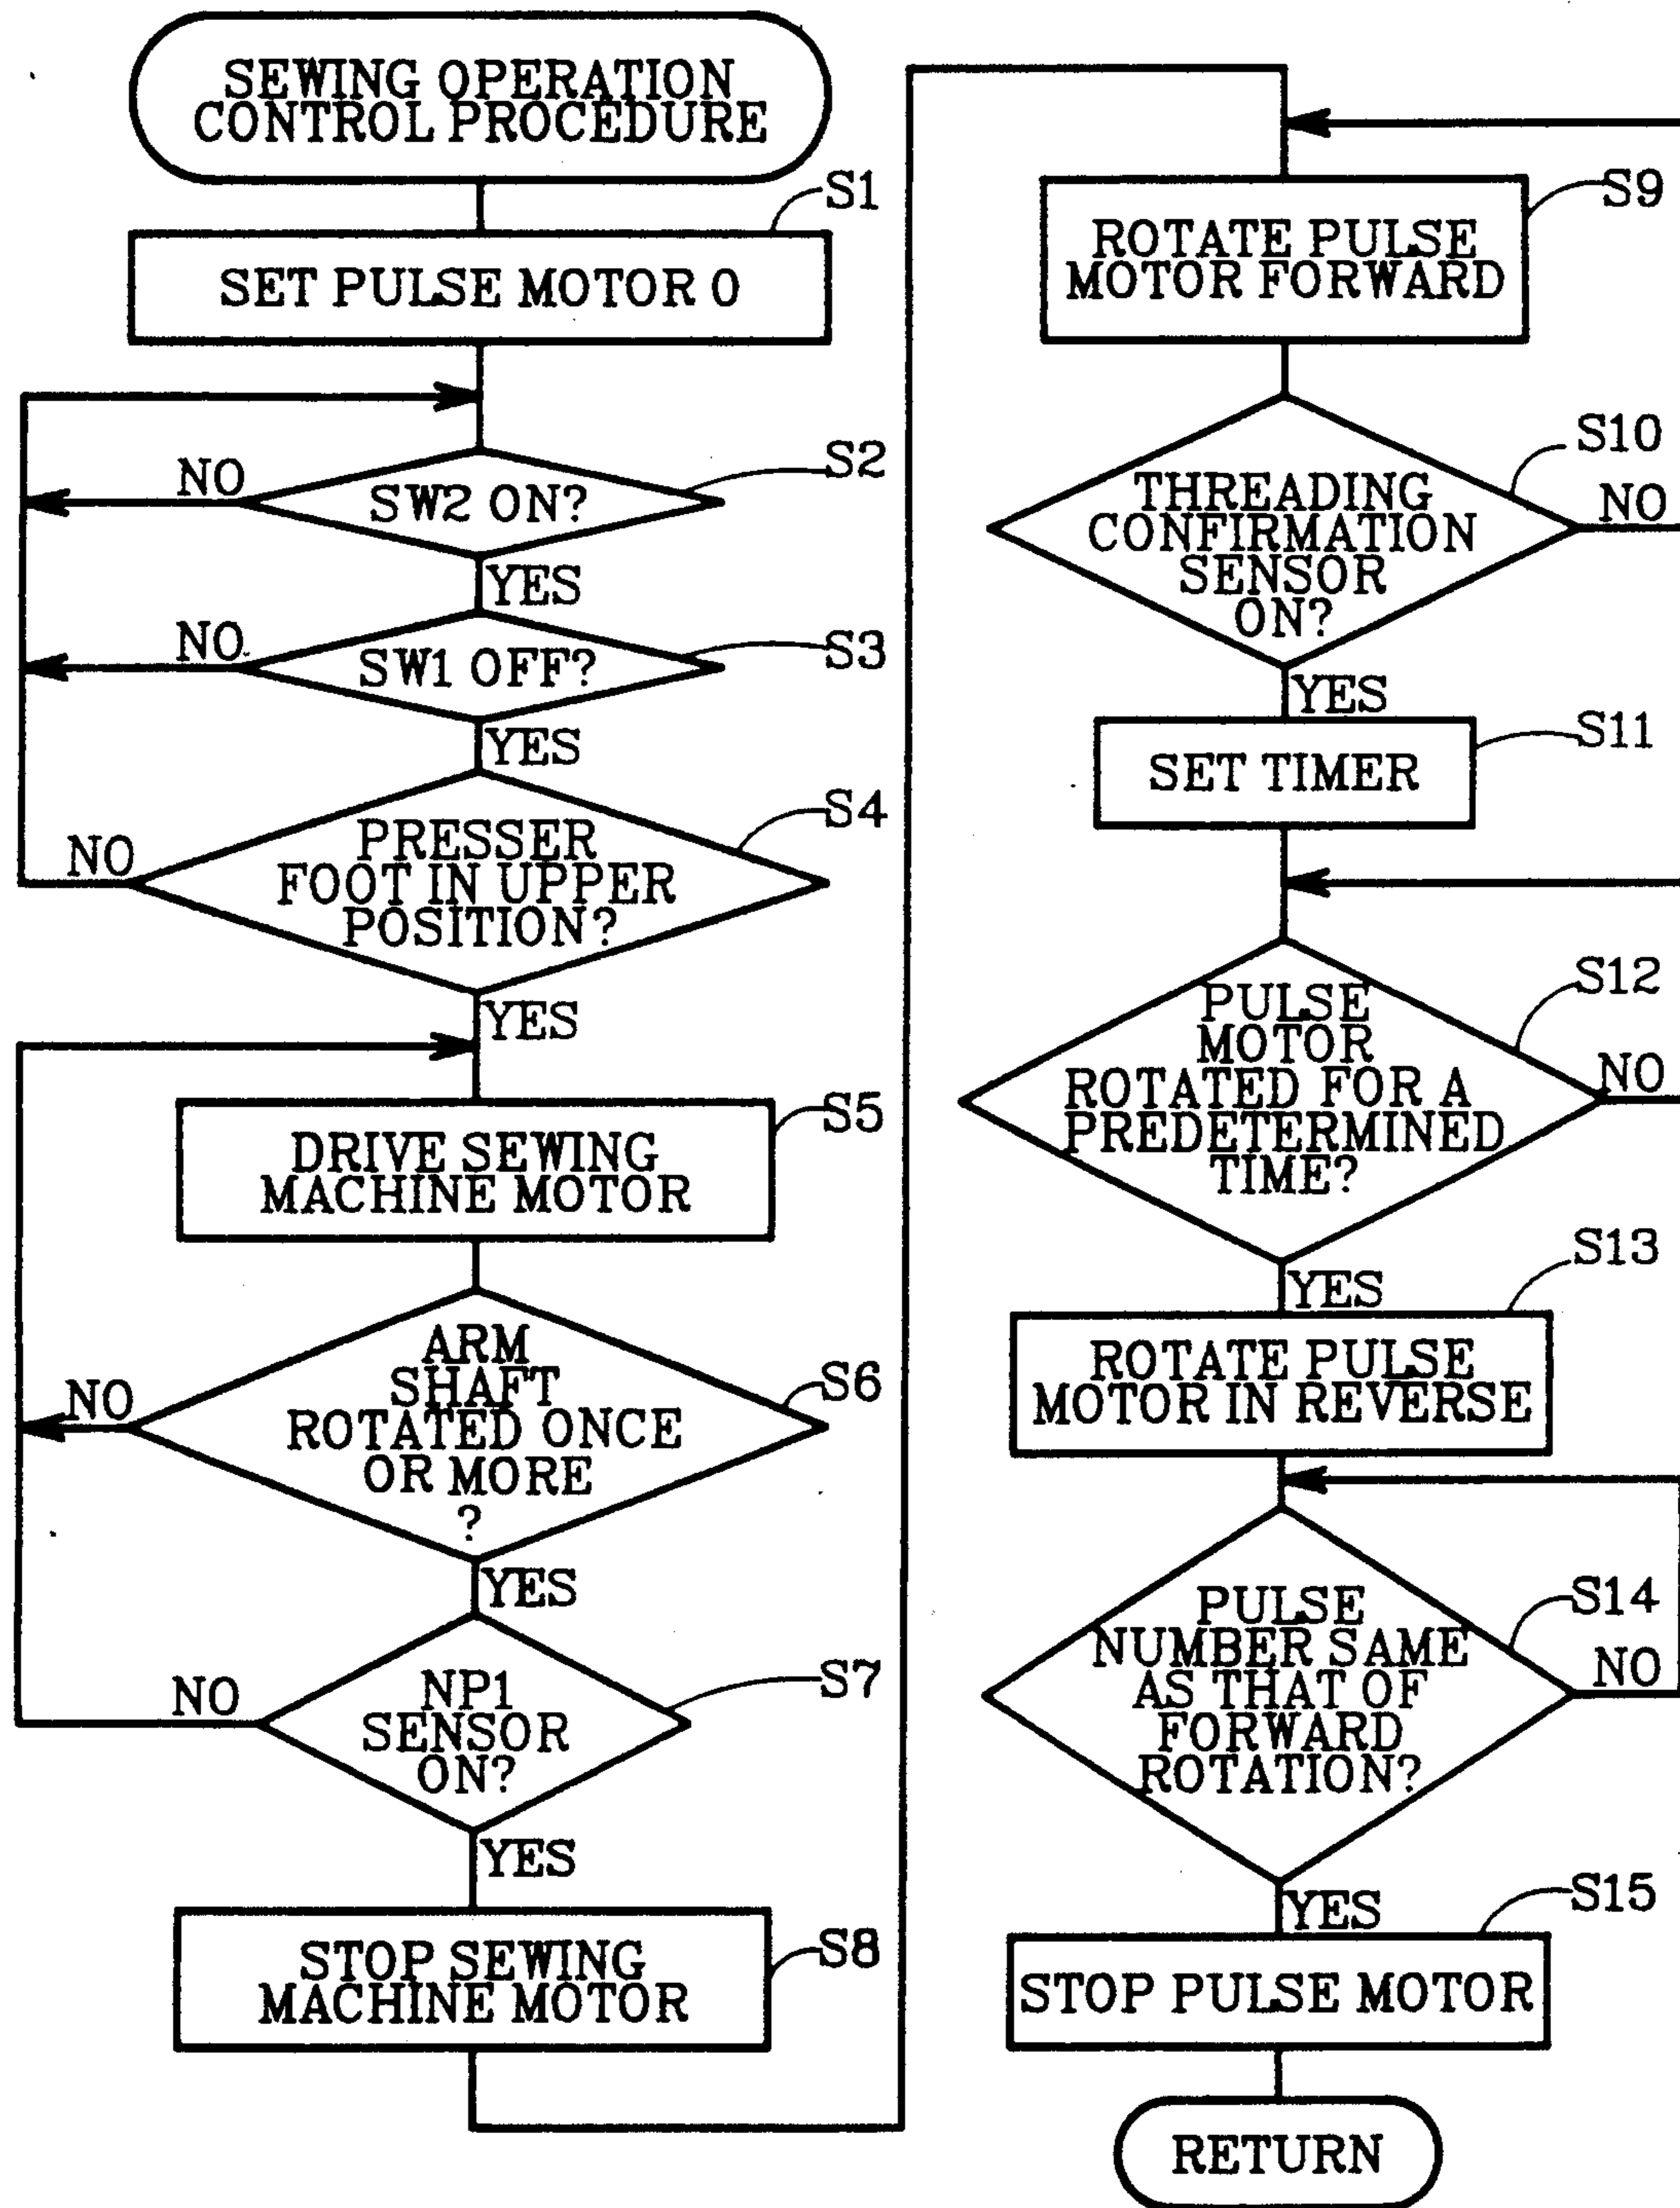 SEWING OPERATION
CONTROL PROCEDURE
S1
SET PULSE MOTOR 0
S2
NO
SW2 ON?
YES
S3
NO
SW1 OFF?
YES
S4
NO
PRESSER
FOOT IN UPPER
POSITION?
YES
S5
DRIVE SEWING
MACHINE MOTOR
S6
NO
ARM
SHAFT
ROTATED ONCE
OR MORE
?
YES
S7
NO
NP1
SENSOR
ON?
YES
S8
STOP SEWING
MACHINE MOTOR
S9
ROTATE PULSE
MOTOR FORWARD
S10
NO
THREADING
CONFIRMATION
SENSOR
ON?
YES
S11
SET TIMER
S12
NO
PULSE
MOTOR
ROTATED FOR A
PREDETERMINED
TIME?
YES
S13
ROTATE PULSE
MOTOR IN REVERSE
S14
NO
PULSE
NUMBER SAME
AS THAT OF
FORWARD
ROTATION?
YES
S15
STOP PULSE MOTOR
RETURN